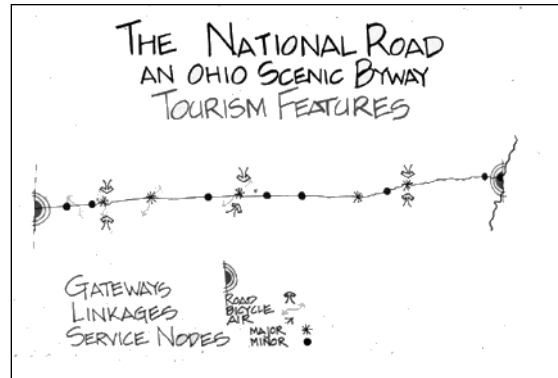 THE NATIONAL ROAD
AN OHIO SCENIC BYWAY
TOURISM FEATURES
GATEWAYS
LINKAGES
ROAD
BICYCLE
AIR
SERVICE NODES
MAJOR
MINOR